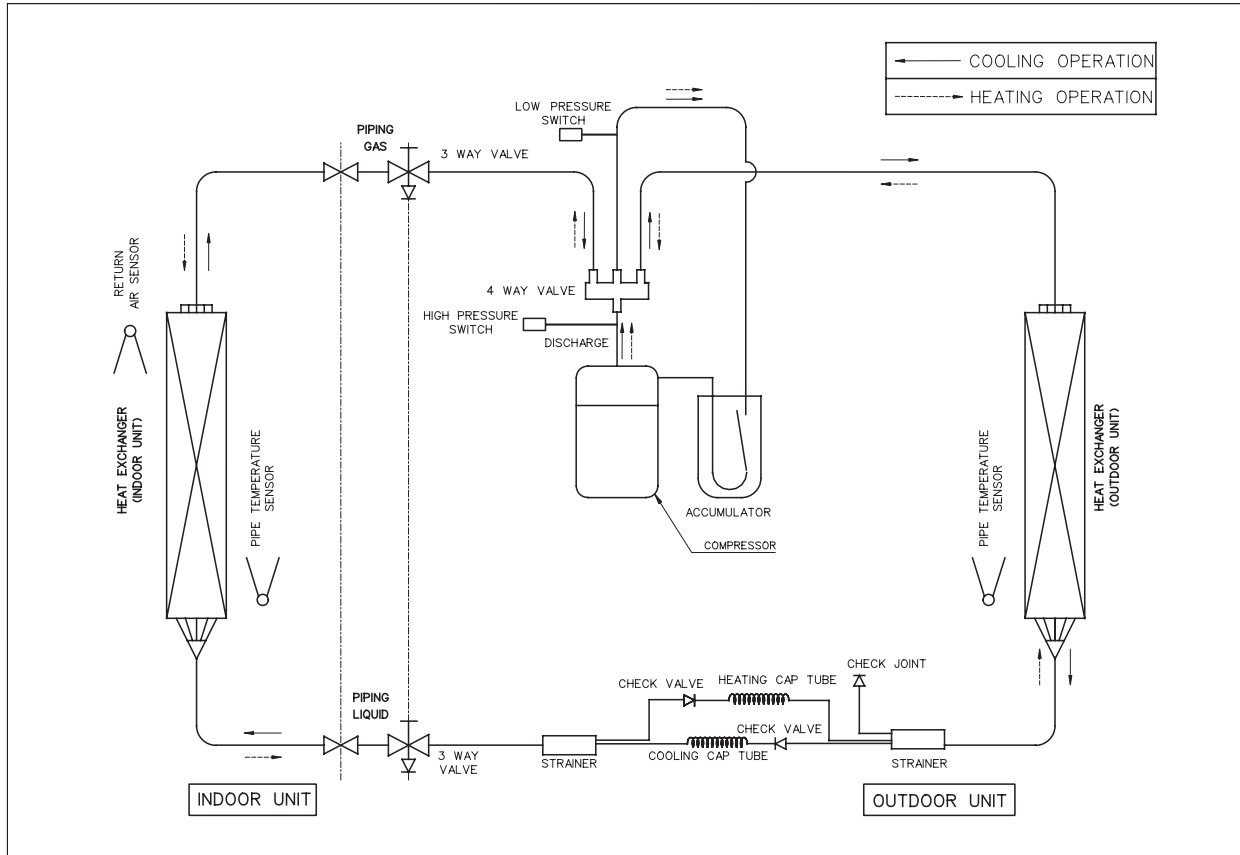 COOLING OPERATION
HEATING OPERATION
LOW PRESSURE
SWITCH
PIPING
GAS
3 WAY VALVE
RETURN
AIR SENSOR
4 WAY VALVE
HIGH PRESSURE
SWITCH
DISCHARGE
HEAT EXCHANGER
(INDOOR UNIT)
PIPE TEMPERATURE
SENSOR
ACCUMULATOR
COMPRESSOR
PIPE TEMPERATURE
SENSOR
HEAT EXCHANGER
(OUTDOOR UNIT)
CHECK JOINT
CHECK VALVE
HEATING CAP TUBE
PIPING
LIQUID
CHECK VALVE
3 WAY
VALVE
STRAINER
COOLING CAP TUBE
STRAINER
INDOOR UNIT
OUTDOOR UNIT